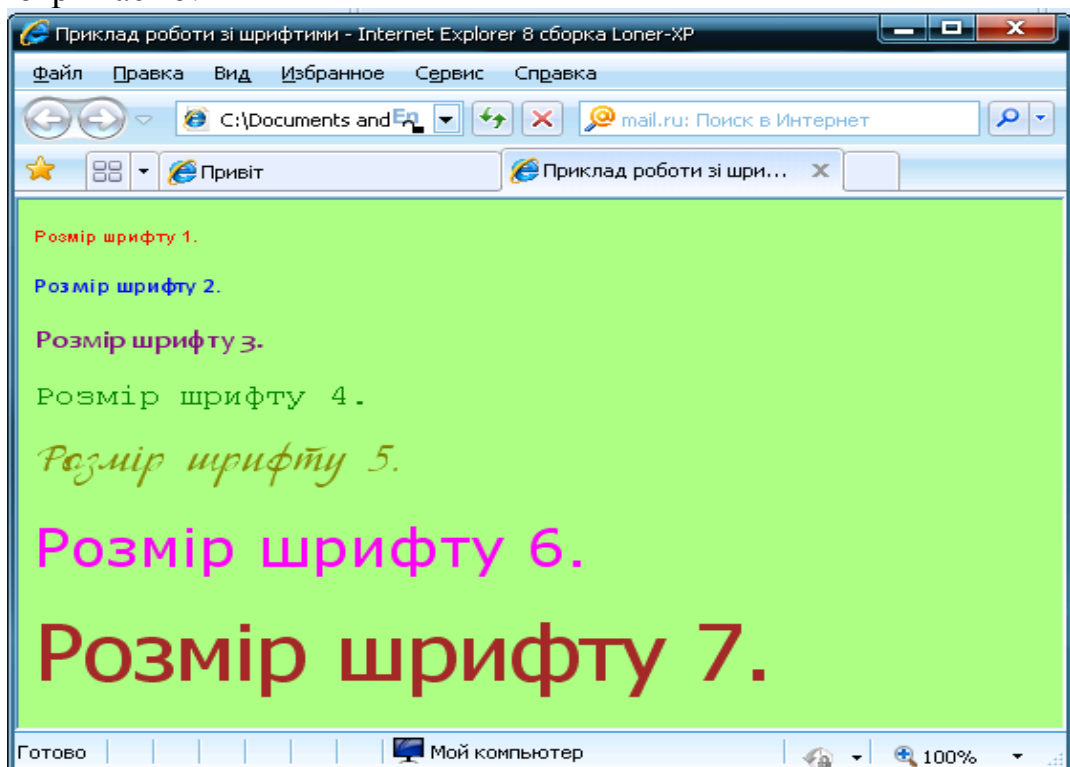 Приклад роботи зі шрифтими - Internet Explorer 8 сборка Loner-XP
Файл Правка Вид Избранное Сервис Справка
C:\Documents and En mail.ru: Поиск в Интернет
Привіт Приклад роботи зі шри...
Розмір шрифту 1.
Розмір шрифту 2.
Розмір шрифту 3.
Розмір шрифту 4.
Розмір шрифту 5.
Розмір шрифту 6.
Розмір шрифту 7.
Готово Мой компьютер 100%